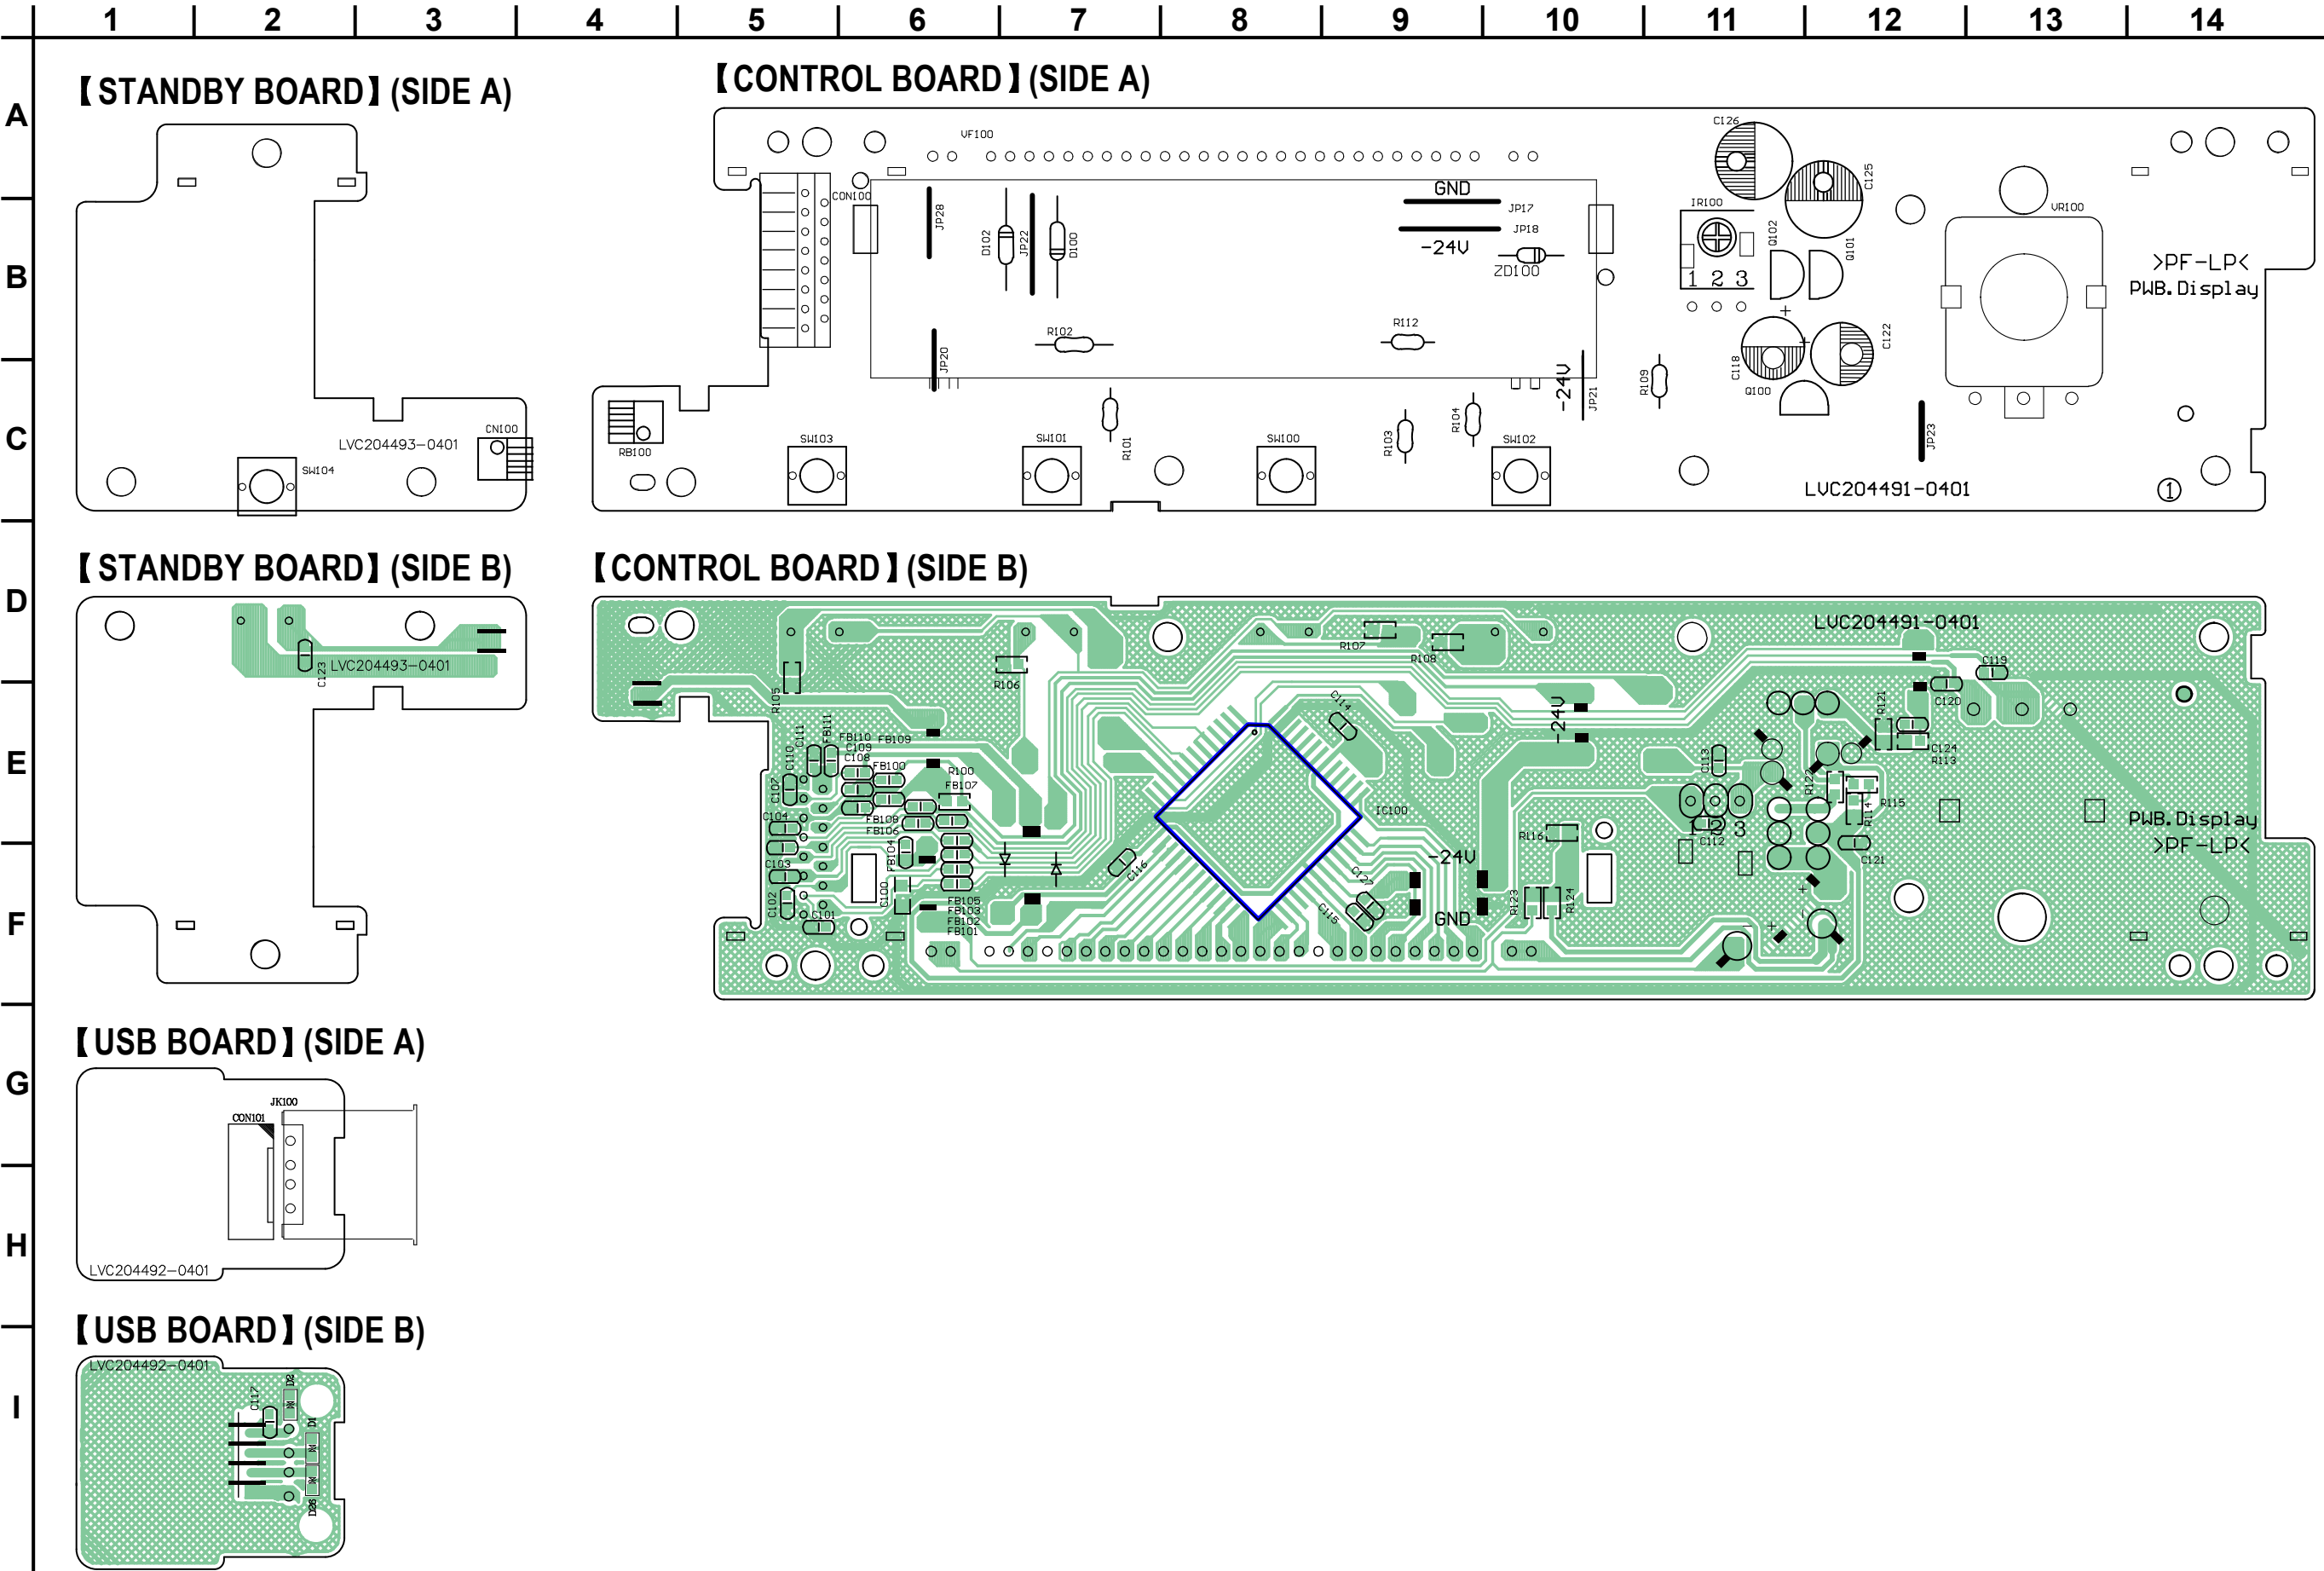 1 2 3 4 5 6 7 8 9 10 11 12 13 14
A
B
C
D
E
F
G
H
I
【STANDBY BOARD】(SIDE A)
CN100
LVC204493-0401
SW104
【CONTROL BOARD】(SIDE A)
VF100
C126
C125
CON100
JP28
D102
JP22
D100
GND
JP17
JP18
-24V
ZD100
IR100
1 2 3
Q102
Q101
VR100
>PF-LP<
PWB.Display
R102
R112
JP20
+
+
C118
C122
Q100
-24V
JP21
R109
RB100
SW103
SW101
R101
SW100
R103
R104
SW102
JP23
LVC204491-0401
1
【STANDBY BOARD】(SIDE B)
C123
LVC204493-0401
【CONTROL BOARD】(SIDE B)
LVC204491-0401
R107
R108
R106
R105
C119
C120
C114
-24V
R121
C124
R113
C111
FB111
C110
FB110
C109
C108
FB109
FB100
R100
FB107
C107
C113
R122
R115
R114
IC100
C104
FB108
FB106
R116
1 2 3
C112
PWB.Display
>PF-LP<
C103
FB104
C116
-24V
C121
C102
C100
C127
C115
R123
R124
+
-
+
-
C101
FB105
FB103
FB102
FB101
GND
【USB BOARD】(SIDE A)
JK100
CON101
LVC204492-0401
【USB BOARD】(SIDE B)
LVC204492-0401
D2
C117
D1